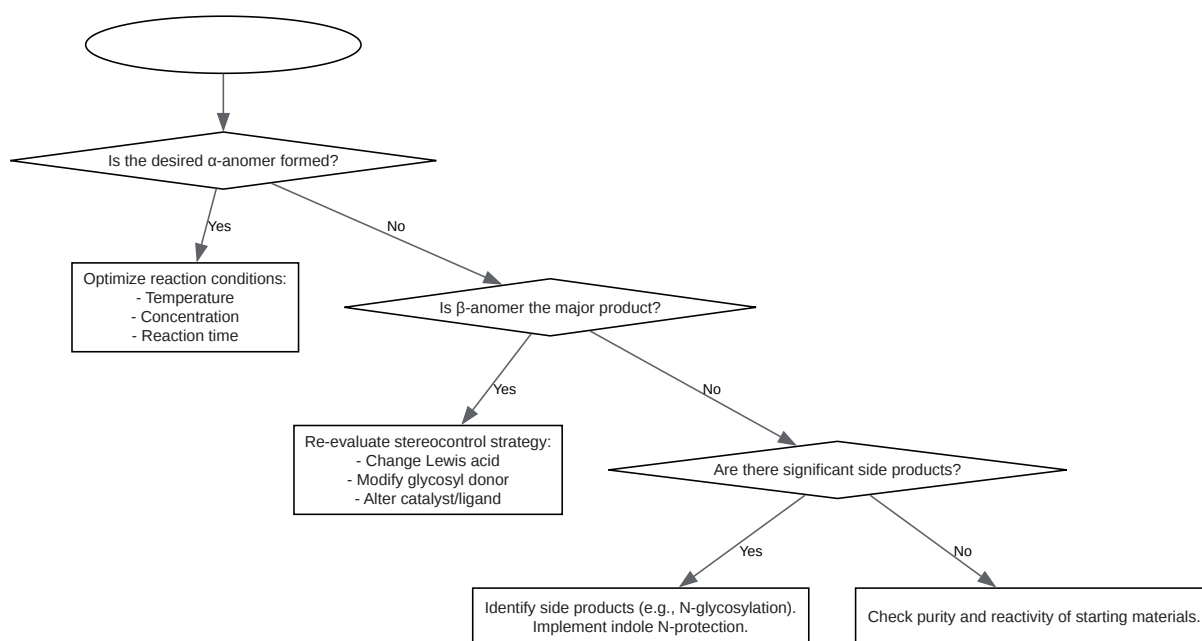 Is the desired α-anomer formed?
Yes
No
Optimize reaction conditions:
- Temperature
- Concentration
- Reaction time
Is β-anomer the major product?
Yes
No
Re-evaluate stereocontrol strategy:
- Change Lewis acid
- Modify glycosyl donor
- Alter catalyst/ligand
Are there significant side products?
Yes
No
Identify side products (e.g., N-glycosylation).
Implement indole N-protection.
Check purity and reactivity of starting materials.